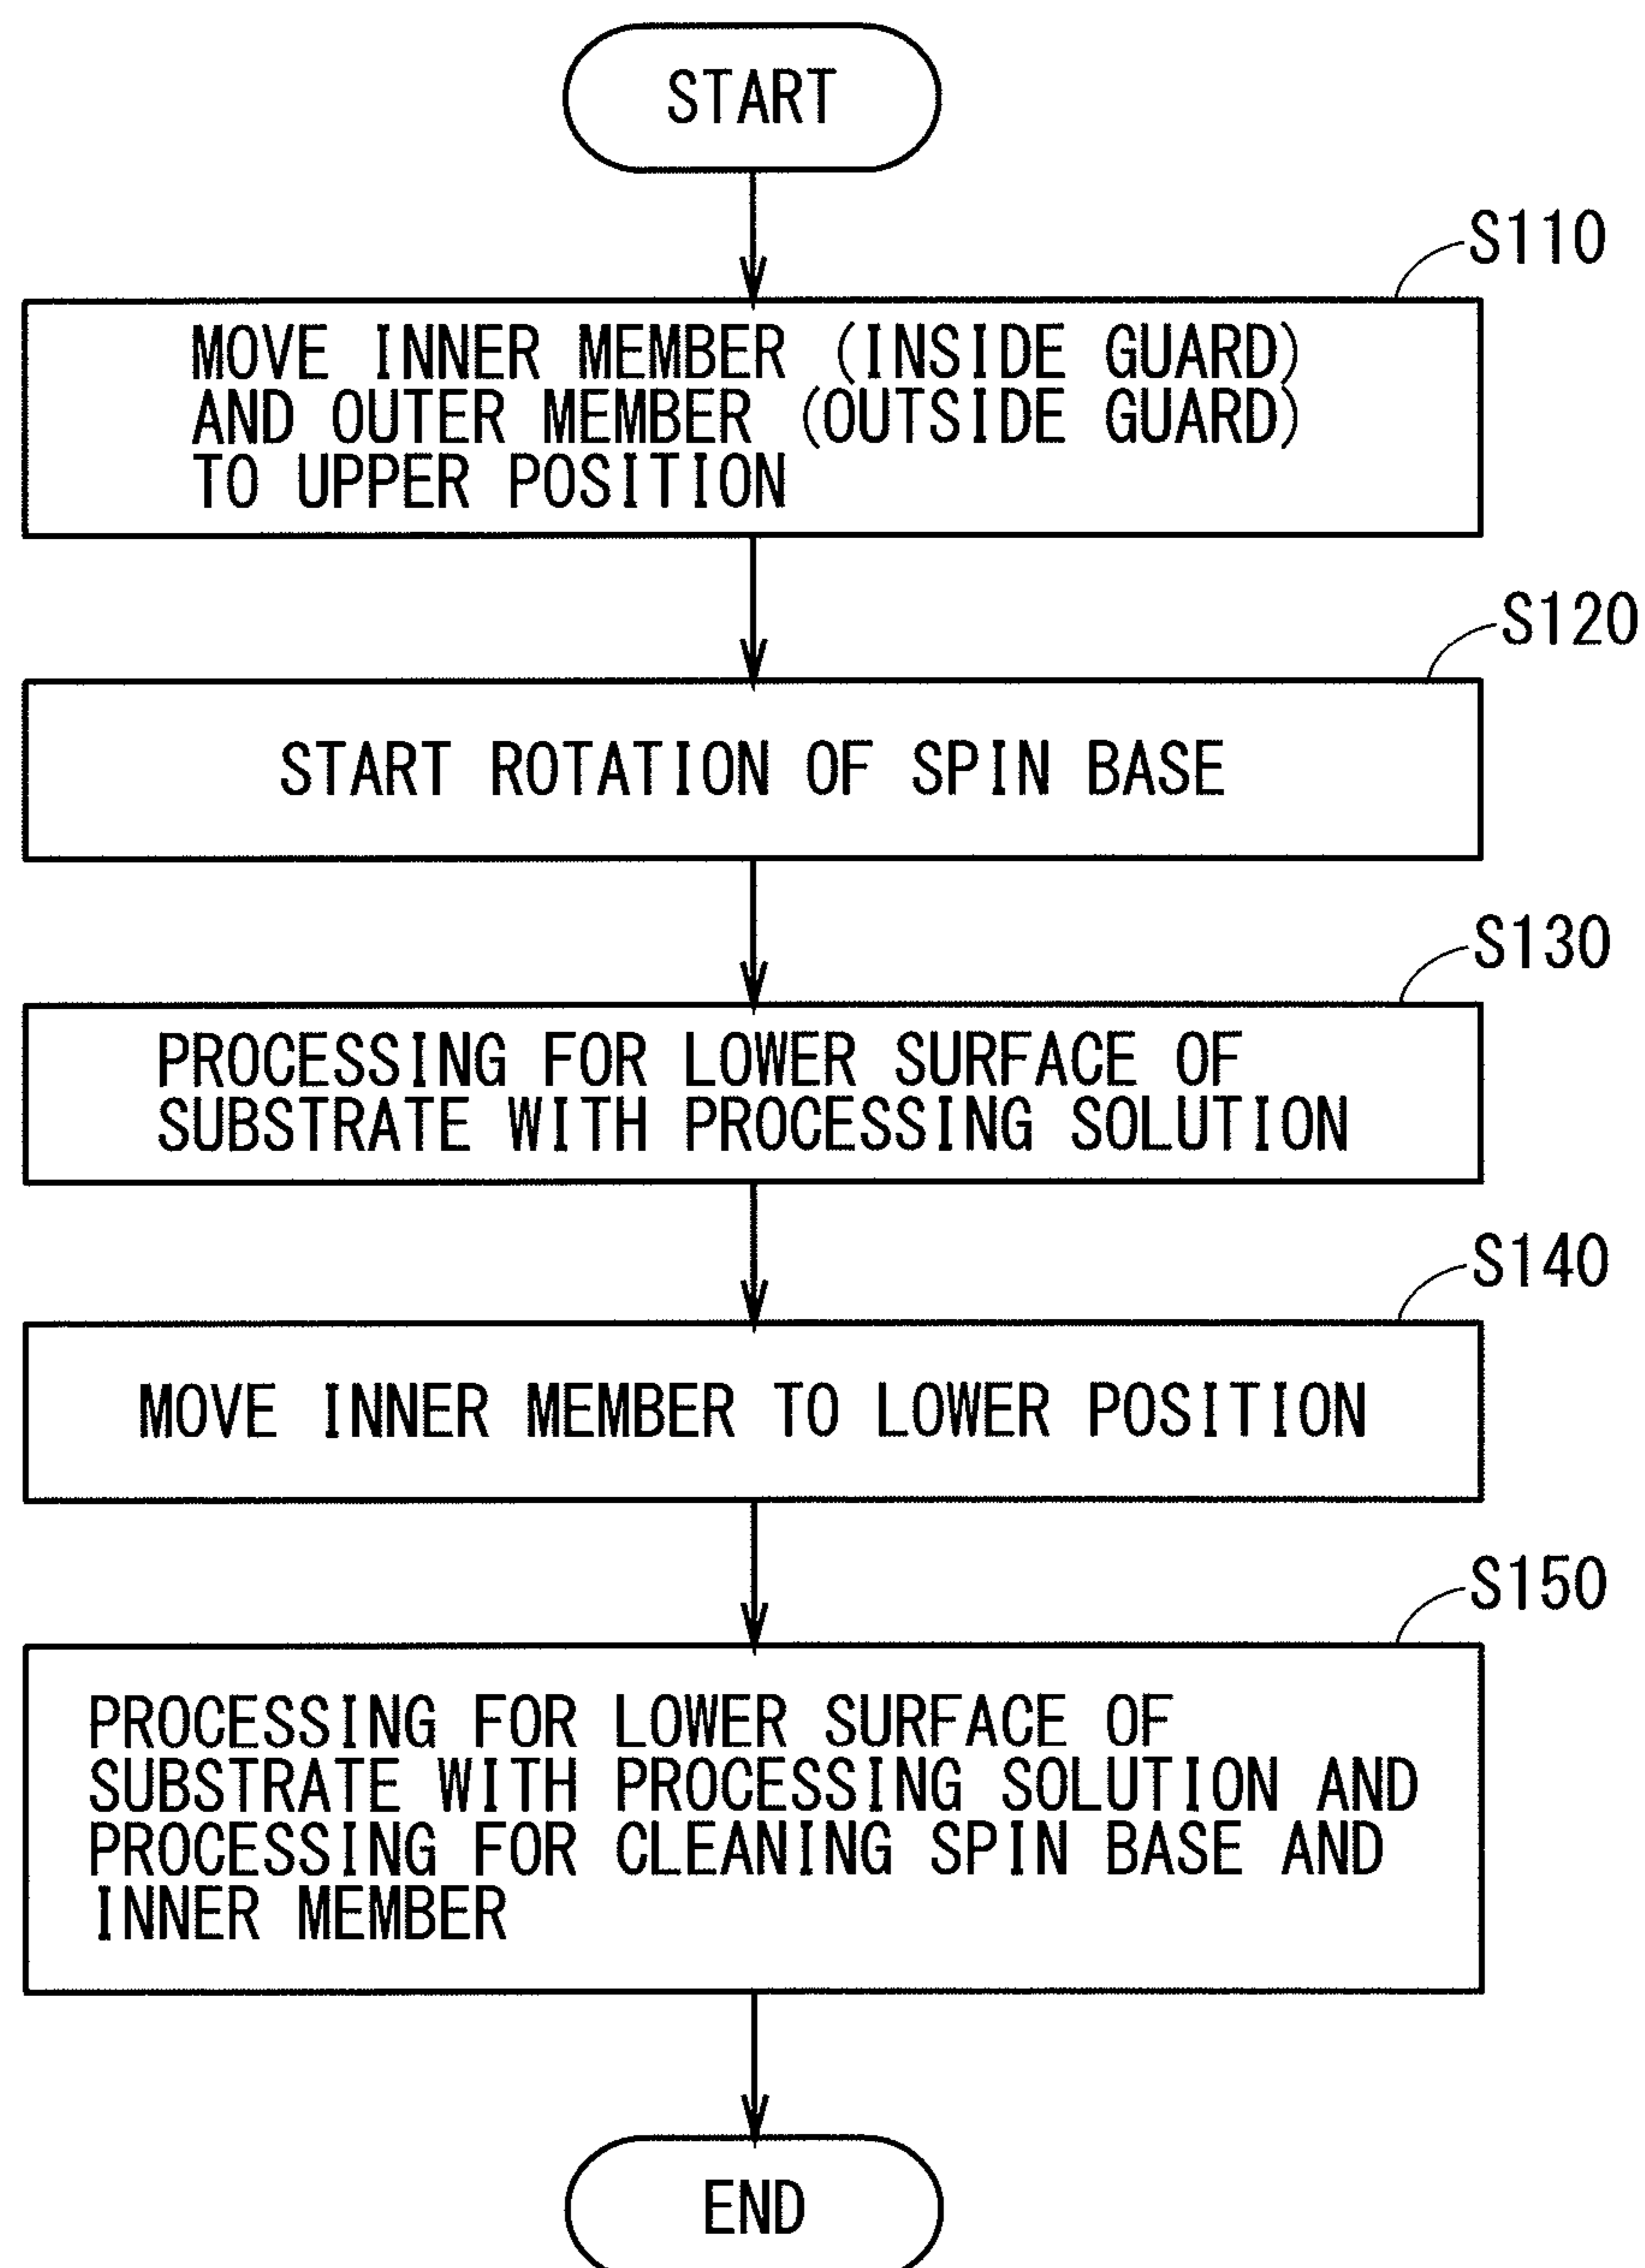 START
S110
MOVE INNER MEMBER (INSIDE GUARD)
AND OUTER MEMBER (OUTSIDE GUARD)
TO UPPER POSITION
S120
START ROTATION OF SPIN BASE
S130
PROCESSING FOR LOWER SURFACE OF
SUBSTRATE WITH PROCESSING SOLUTION
S140
MOVE INNER MEMBER TO LOWER POSITION
S150
PROCESSING FOR LOWER SURFACE OF
SUBSTRATE WITH PROCESSING SOLUTION AND
PROCESSING FOR CLEANING SPIN BASE AND
INNER MEMBER
END